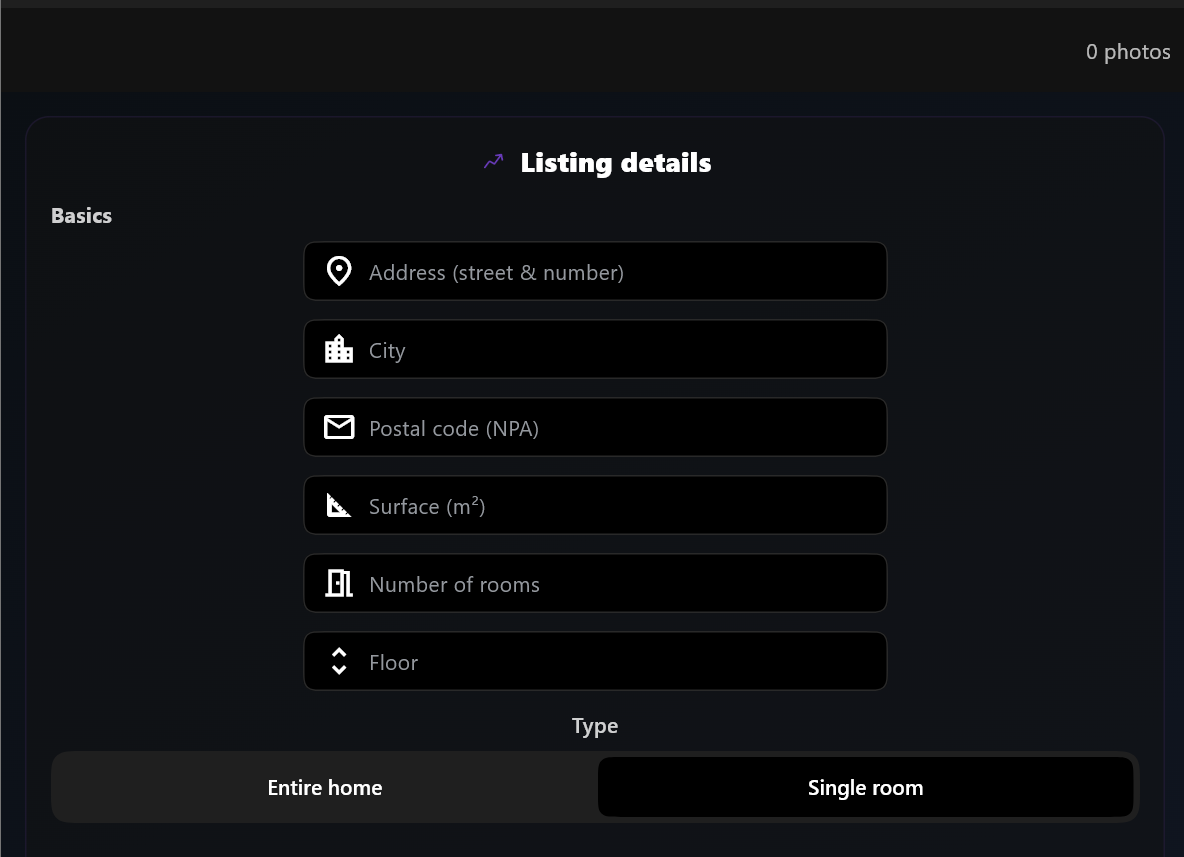 0 photos
Listing details
Basics
Address (street & number)
City
Postal code (NPA)
Surface (m²)
Number of rooms
Floor
Type
Entire home
Single room